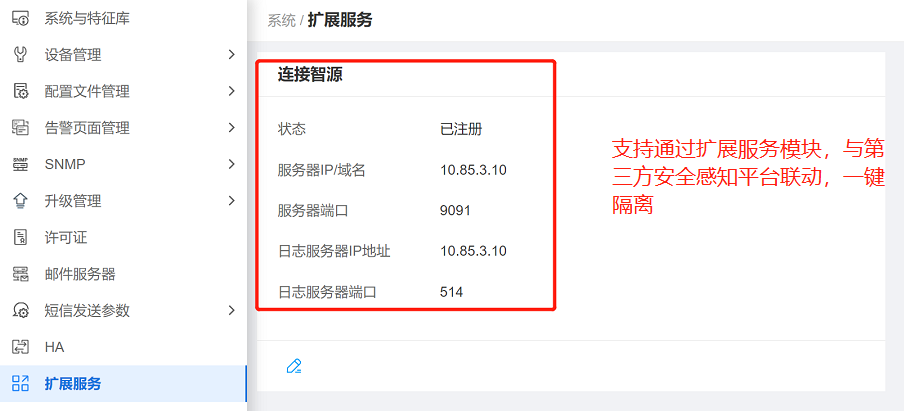 系统与特征库
设备管理
配置文件管理
告警页面管理
SNMP
SNMP
升级管理
许可证
邮件服务器
短信发送参数
HA
扩展服务
系统 / 扩展服务
连接智源
状态 已注册
服务器IP/域名 10.85.3.10
服务器端口 9091
日志服务器IP地址 10.85.3.10
日志服务器端口 514
支持通过扩展服务模块，与第
三方安全感知平台联动，一键
隔离